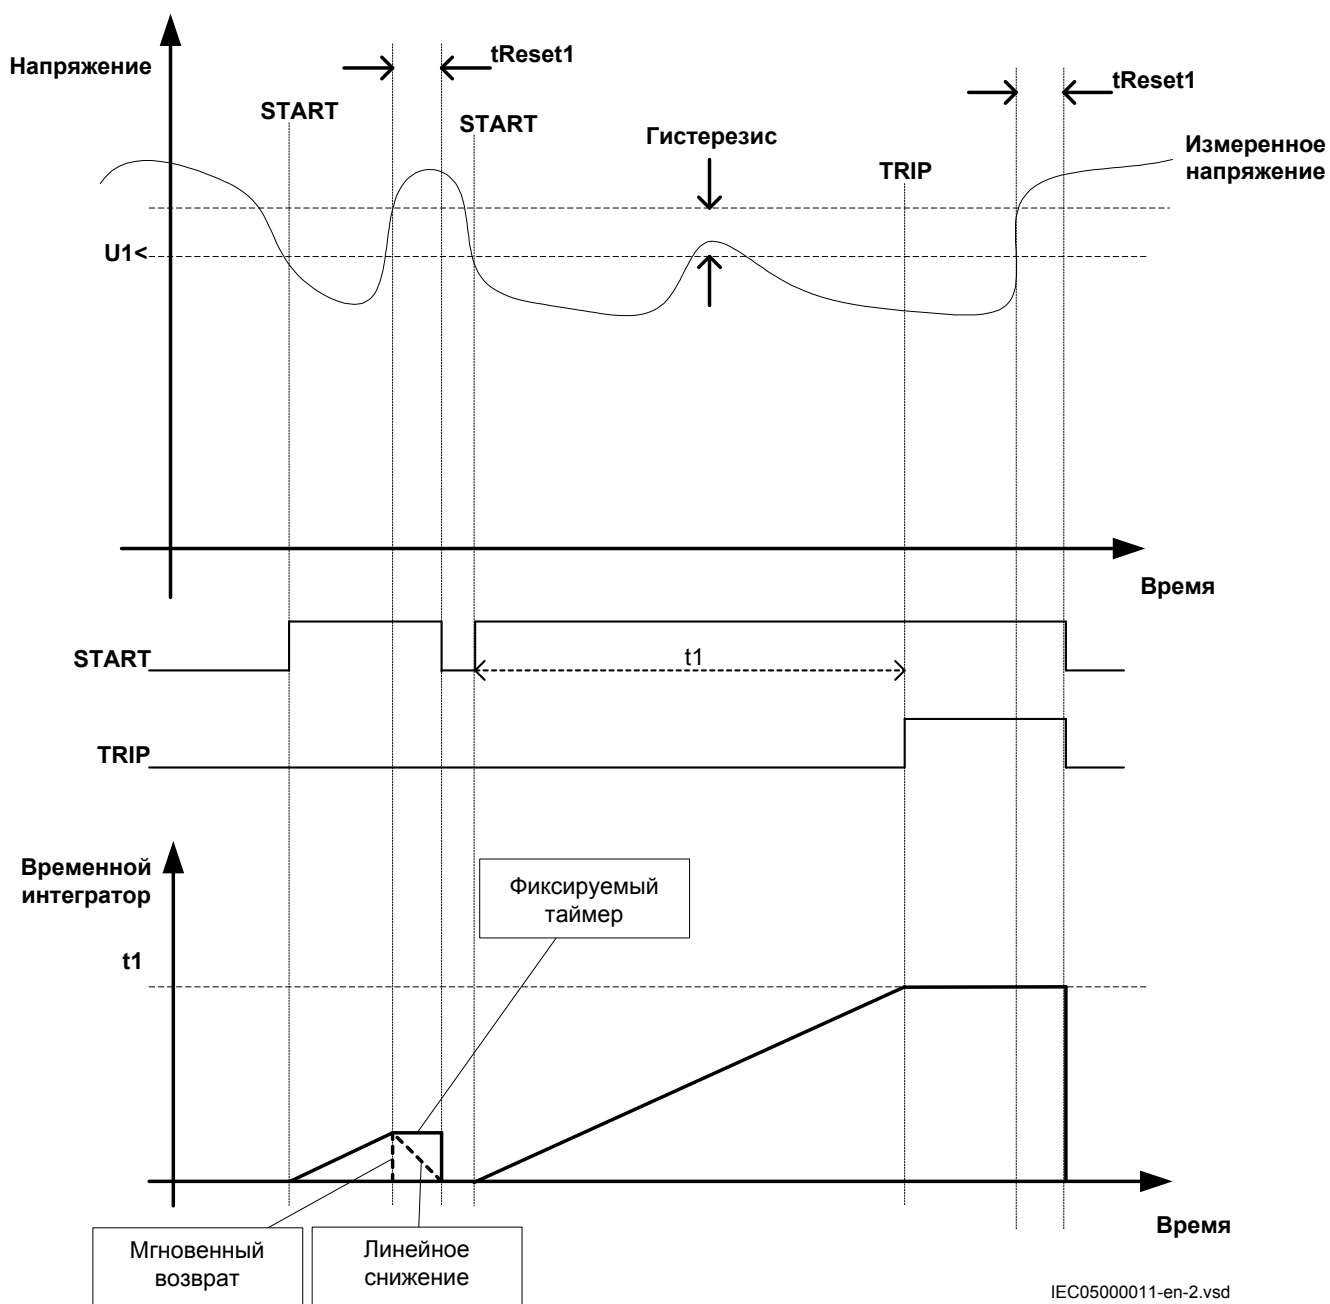 tReset1
Напряжение
tReset1
START
START
Гистерезис
Измеренное
напряжение
TRIP
U1<
Время
START
t1
TRIP
Временной
интегратор
Фиксируемый
таймер
t1
Время
Мгновенный
возврат
Линейное
снижение
IEC05000011-en-2.vsd